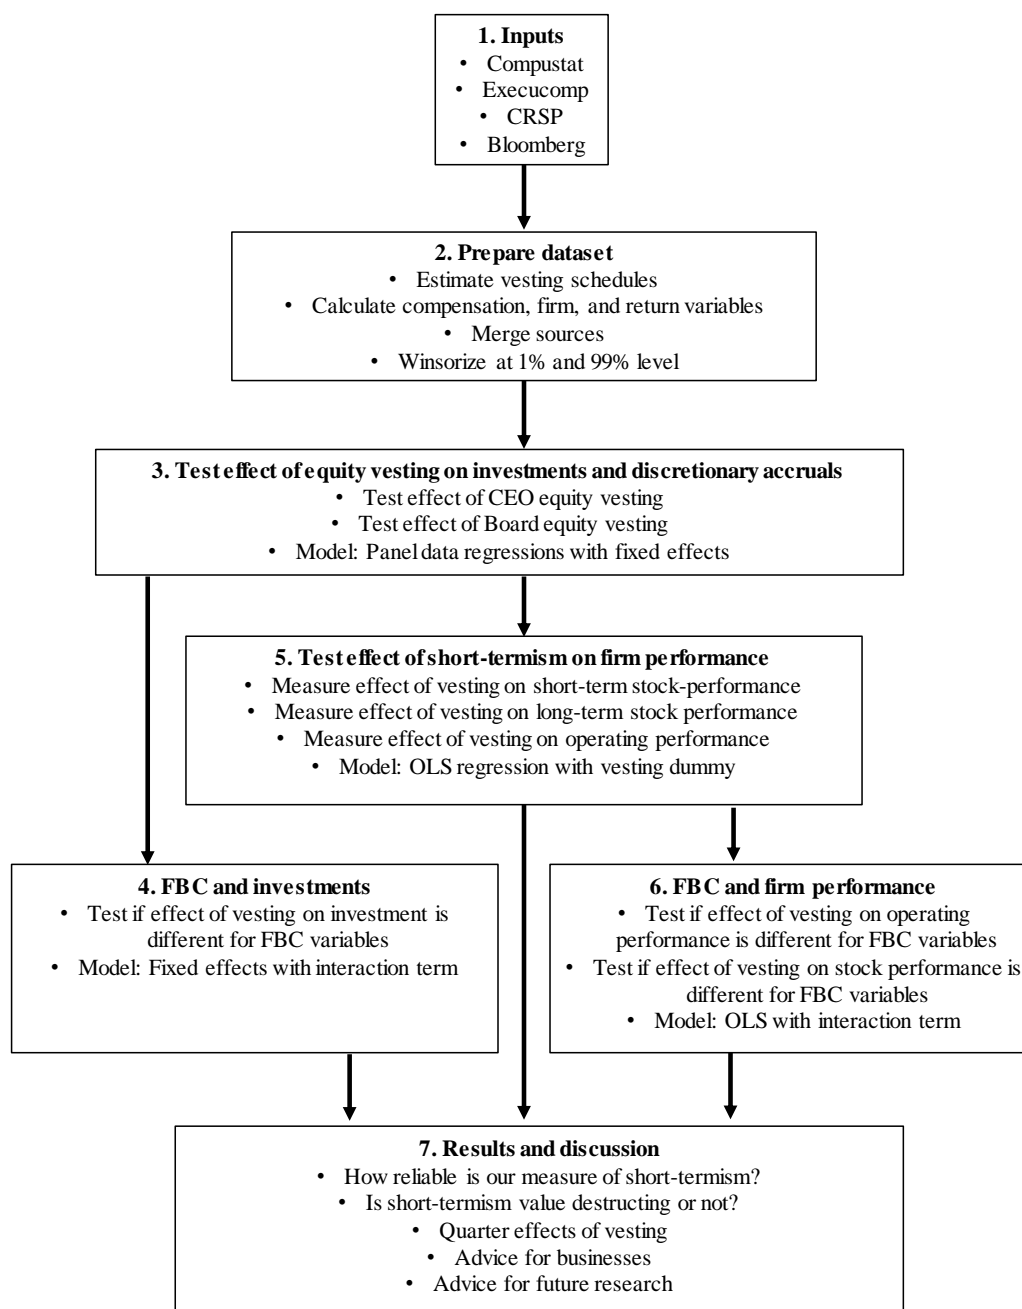 1. Inputs
• Compustat
• Execucomp
• CRSP
• Bloomberg
2. Prepare dataset
• Estimate vesting schedules
• Calculate compensation, firm, and return variables
• Merge sources
• Winsorize at 1% and 99% level
3. Test effect of equity vesting on investments and discretionary accruals
• Test effect of CEO equity vesting
• Test effect of Board equity vesting
• Model: Panel data regressions with fixed effects
5. Test effect of short-termism on firm performance
• Measure effect of vesting on short-term stock-performance
• Measure effect of vesting on long-term stock performance
• Measure effect of vesting on operating performance
• Model: OLS regression with vesting dummy
4. FBC and investments
• Test if effect of vesting on investment is
different for FBC variables
• Model: Fixed effects with interaction term
6. FBC and firm performance
• Test if effect of vesting on operating
performance is different for FBC variables
• Test if effect of vesting on stock performance is
different for FBC variables
• Model: OLS with interaction term
7. Results and discussion
• How reliable is our measure of short-termism?
• Is short-termism value destructing or not?
• Quarter effects of vesting
• Advice for businesses
• Advice for future research